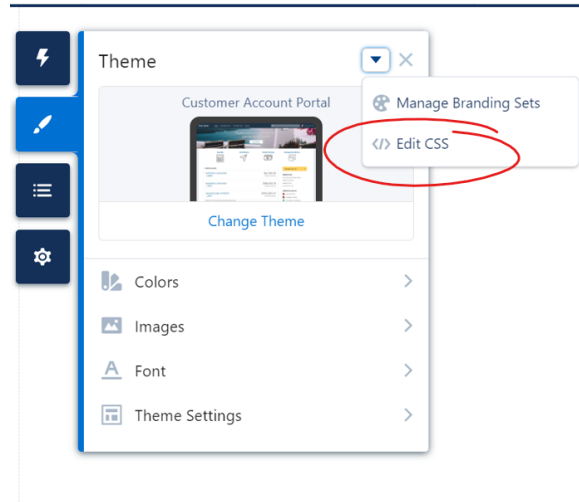 Theme
Manage Branding Sets
Edit CSS
Customer Account Portal
Change Theme
Colors
Images
Font
Theme Settings